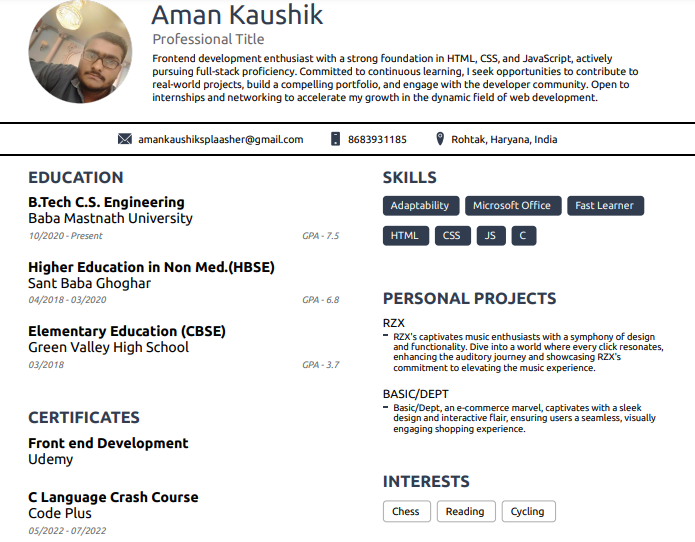 Aman Kaushik
Professional Title
Frontend development enthusiast with a strong foundation in HTML, CSS, and JavaScript, actively
pursuing full-stack proficiency. Committed to continuous learning, I seek opportunities to contribute to
real-world projects, build a compelling portfolio, and engage with the developer community. Open to
internships and networking to accelerate my growth in the dynamic field of web development.
amankaushiksplaasher@gmail.com 8683931185 Rohtak, Haryana, India
EDUCATION
B.Tech C.S. Engineering
Baba Mastnath University
10/2020 - Present GPA - 7.5
Higher Education in Non Med.(HBSE)
Sant Baba Ghoghar
04/2018 - 03/2020 GPA - 6.8
Elementary Education (CBSE)
Green Valley High School
03/2018 GPA - 3.7
CERTIFICATES
Front end Development
Udemy
C Language Crash Course
Code Plus
05/2022 - 07/2022
SKILLS
Adaptability Microsoft Office Fast Learner
HTML CSS JS C
PERSONAL PROJECTS
RZX
– RZX's captivates music enthusiasts with a symphony of design
and functionality. Dive into a world where every click resonates,
enhancing the auditory journey and showcasing RZX's
commitment to elevating the music experience.
BASIC/DEPT
– Basic/Dept, an e-commerce marvel, captivates with a sleek
design and interactive flair, ensuring users a seamless, visually
engaging shopping experience.
INTERESTS
Chess Reading Cycling